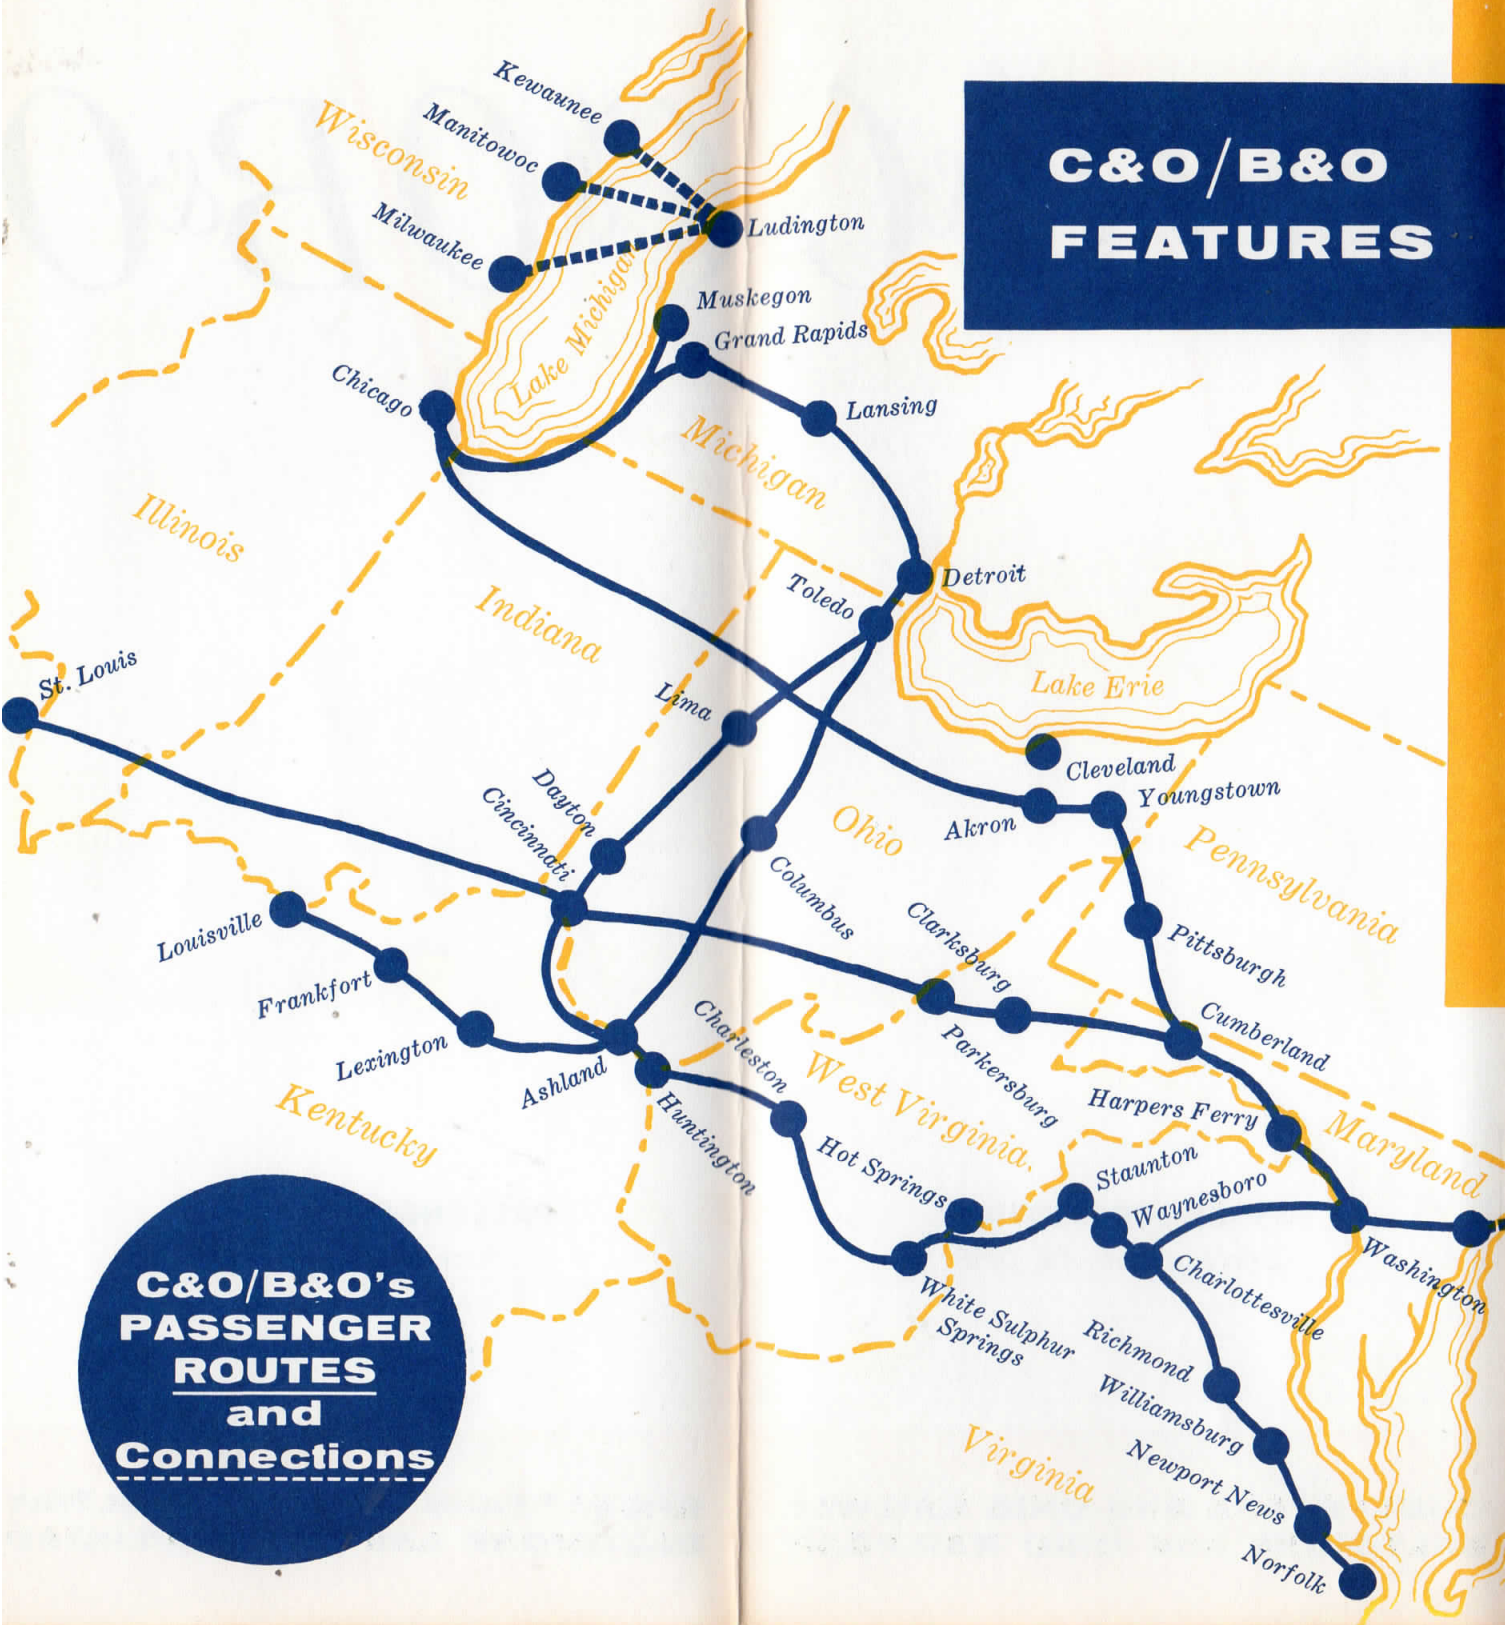 C&O/B&O
FEATURES
Kewaunee
Manitowoc
Wisconsin
Milwaukee
Ludington
Lake Michigan
Muskegon
Grand Rapids
Chicago
Lansing
Michigan
Illinois
Detroit
Toledo
Indiana
St. Louis
Lake Erie
Lima
Cleveland
Youngstown
Akron
Dayton
Cincinnati
Ohio
Pennsylvania
Columbus
Louisville
Clarksburg
Pittsburgh
Frankfort
Charleston
Cumberland
Lexington
Parkersburg
Ashland
West Virginia.
Harpers Ferry
Maryland
Kentucky
Huntington
Hot Springs
Staunton
Waynesboro
Washington
Charlottesville
White Sulphur
Springs
Richmond
Williamsburg
Newport News
Virginia
Norfolk
C&O/B&O's
PASSENGER
ROUTES
and
Connections